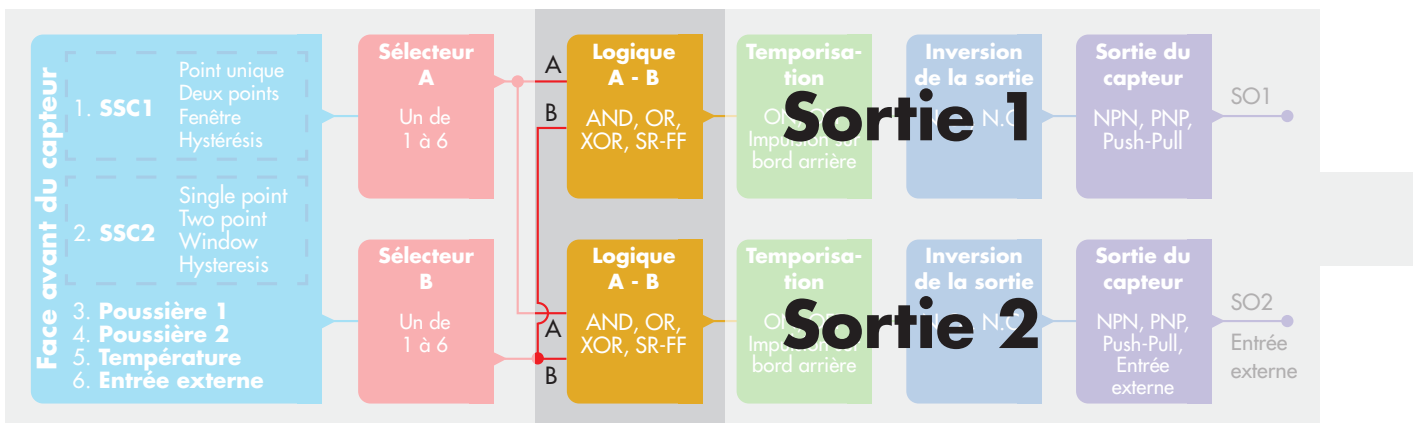 Face avant du capteur
1. SSC1
Point unique
Deux points
Fenêtre
Hystérésis
2. SSC2
Single point
Two point
Window
Hysteresis
3. Poussière 1
4. Poussière 2
5. Température
6. Entrée externe
Sélecteur
A
Un de
1 à 6
Sélecteur
B
Un de
1 à 6
A
B
Logique
A - B
AND, OR,
XOR, SR-FF
Temporisa-
tion
Impulsion sur
bord arrière
Inversion
de la sortie
Sortie 1
Sortie du
capteur
NPN, PNP,
Push-Pull
SO1
A
B
Logique
A - B
AND, OR,
XOR, SR-FF
Temporisa-
tion
Impulsion sur
bord arrière
Inversion
de la sortie
Sortie 2
Sortie du
capteur
NPN, PNP,
Push-Pull,
Entrée
externe
SO2
Entrée
externe